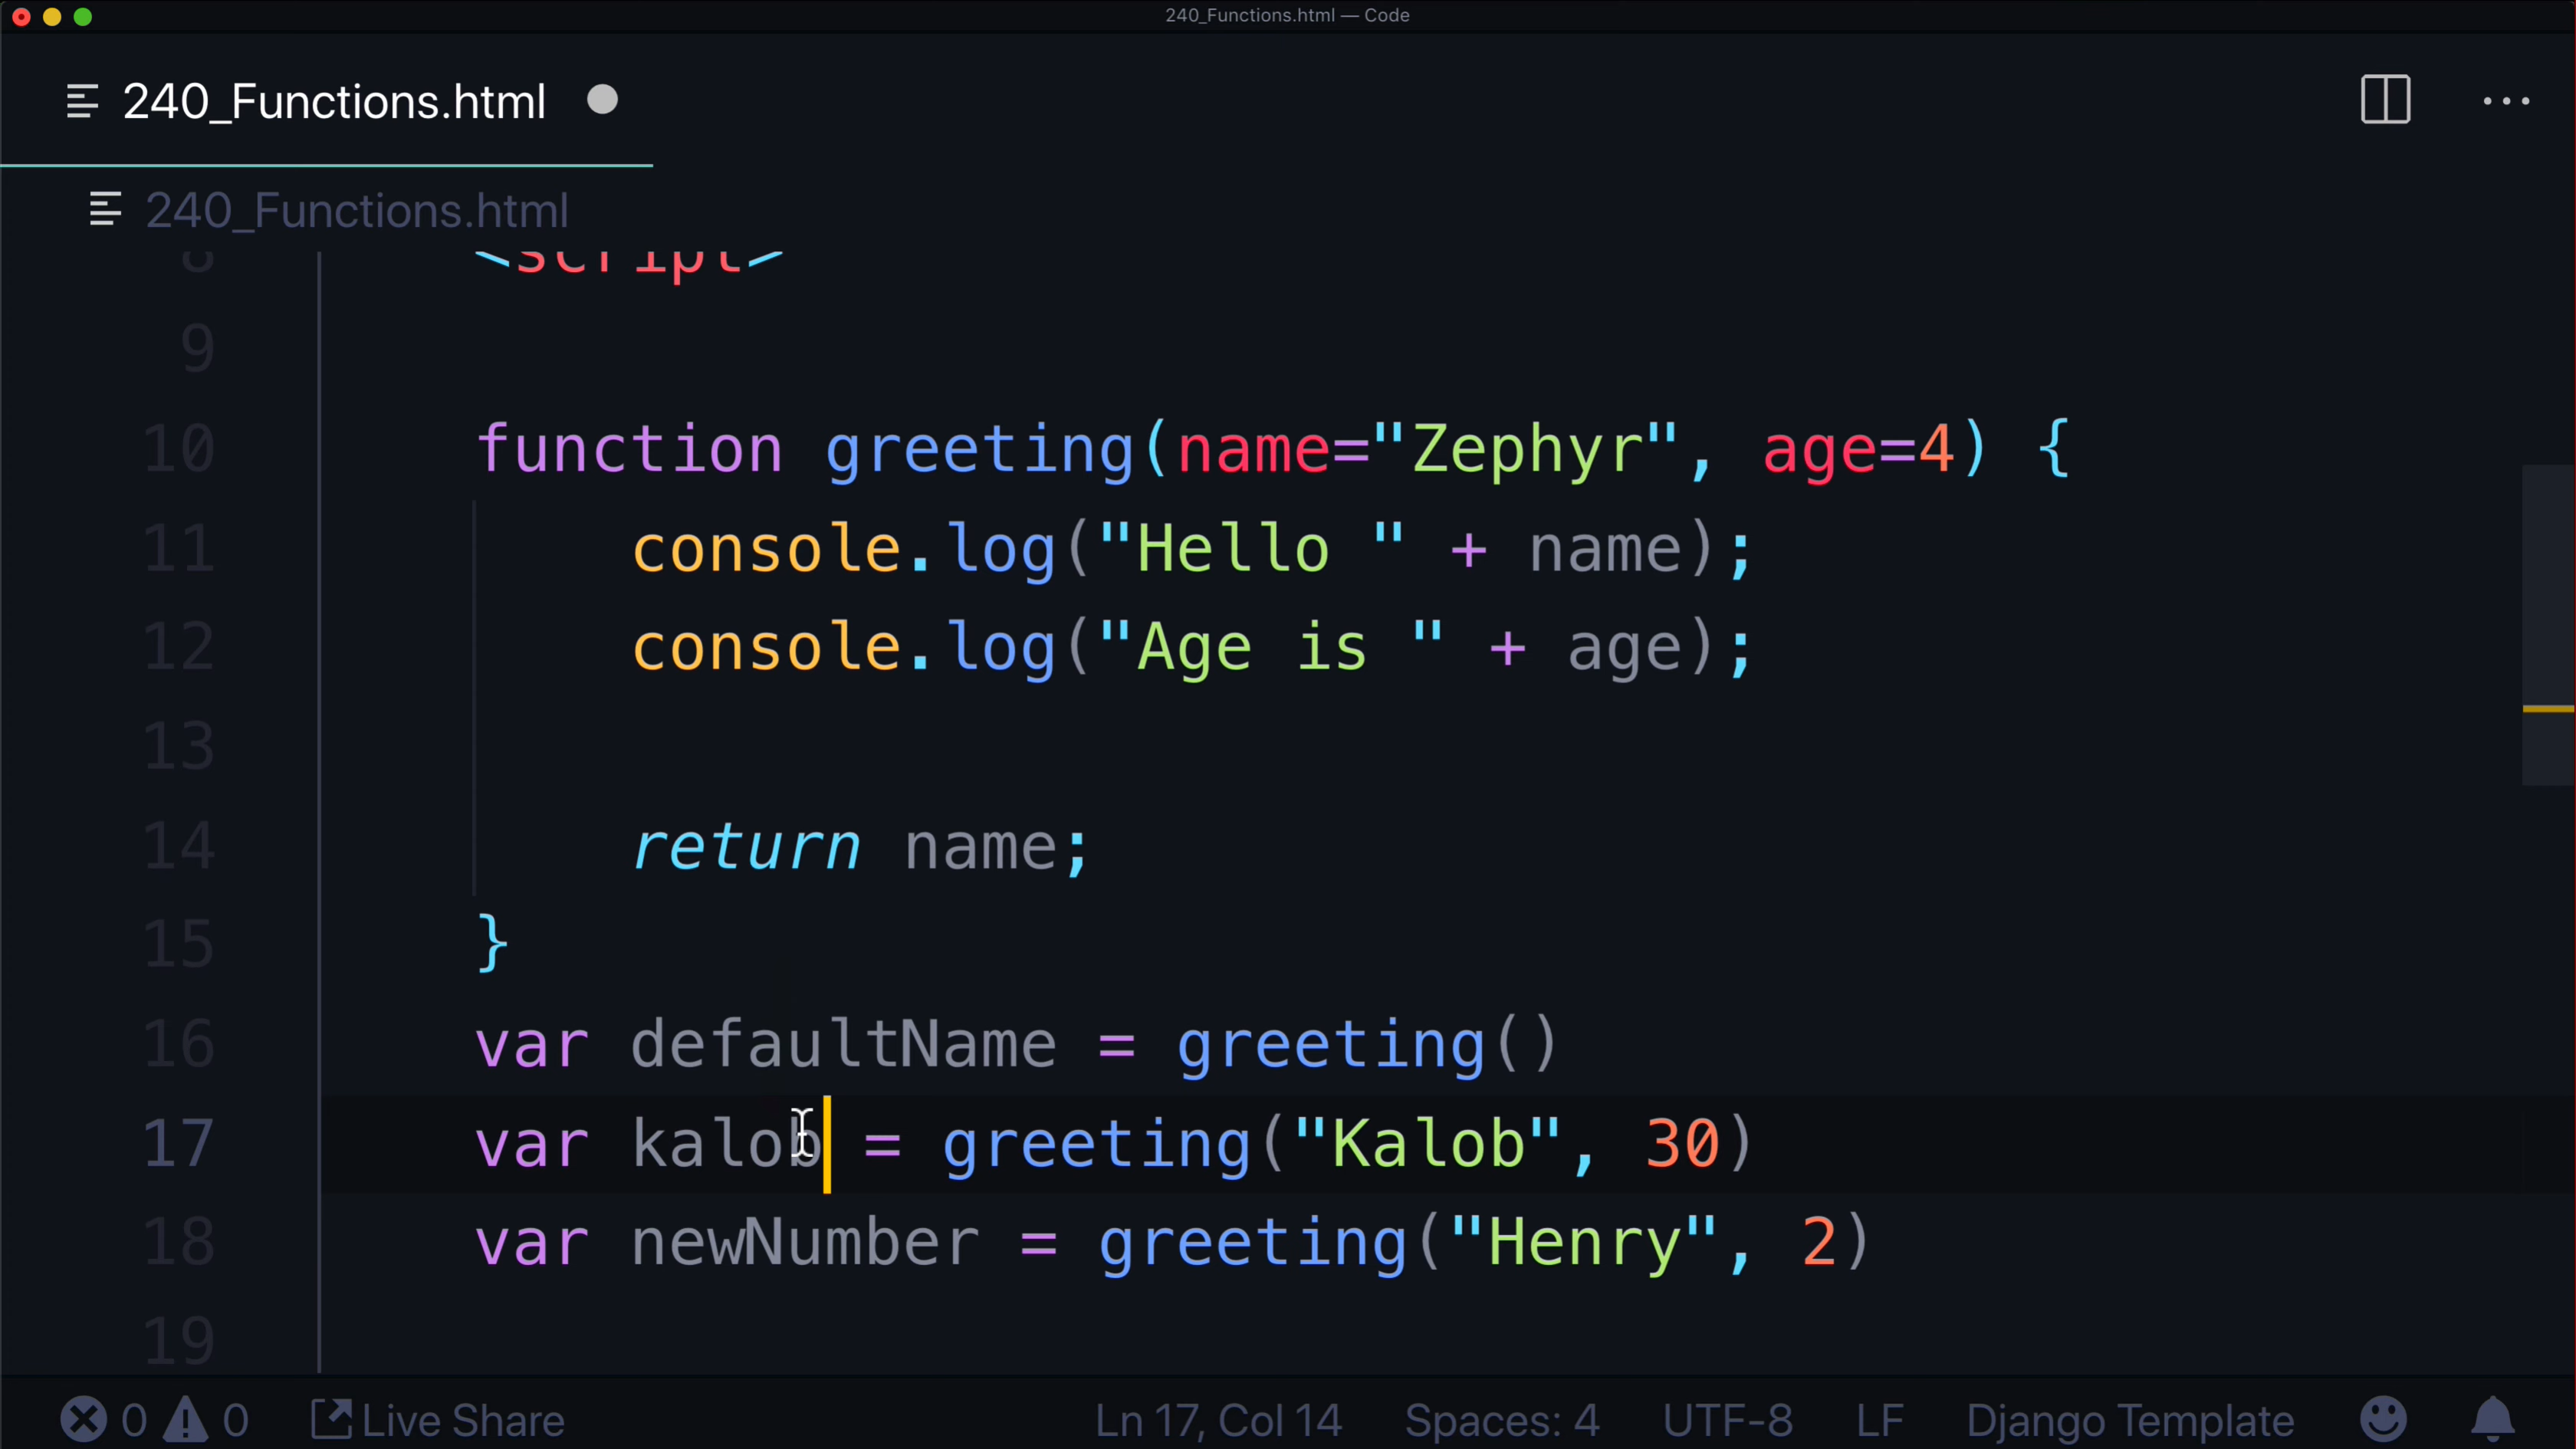 240_Functions.html — Code
240_Functions.html
240_Functions.html
8 <script>
9
10 function greeting(name="Zephyr", age=4) {
11 console.log("Hello " + name);
12 console.log("Age is " + age);
13
14 return name;
15 }
16 var defaultName = greeting()
17 var kalob = greeting("Kalob", 30)
18 var newNumber = greeting("Henry", 2)
19
0 0 Live Share Ln 17, Col 14 Spaces: 4 UTF-8 LF Django Template